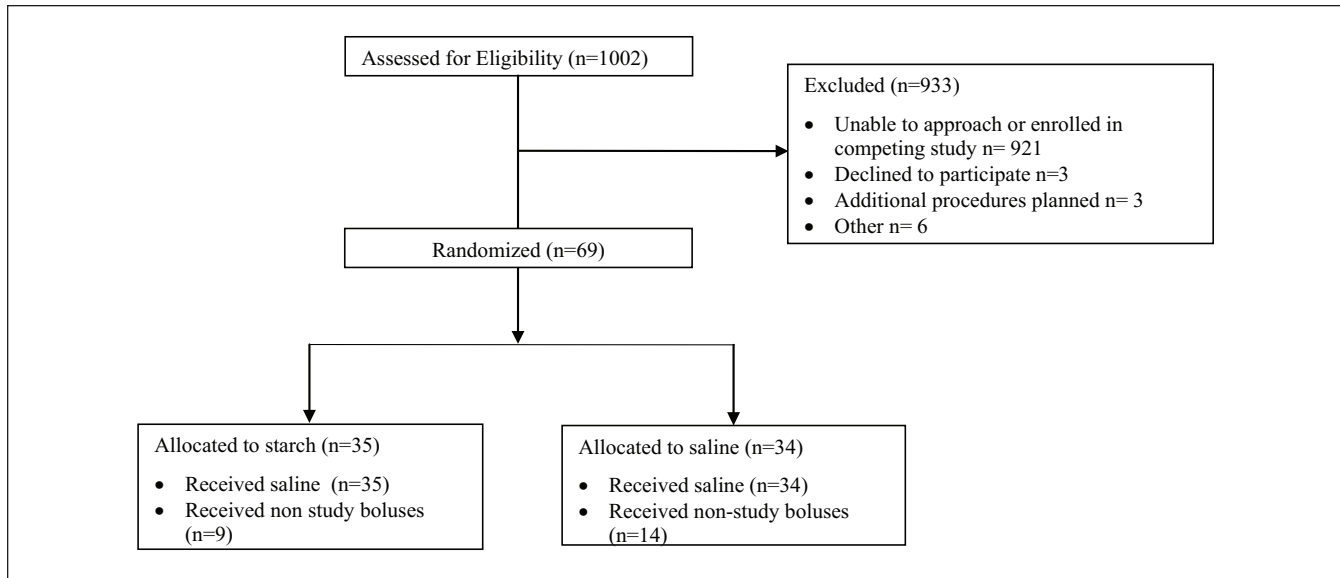 Assessed for Eligibility (n=1002)
Excluded (n=933)
• Unable to approach or enrolled in
competing study n= 921
• Declined to participate n=3
• Additional procedures planned n= 3
• Other n= 6
Randomized (n=69)
Allocated to starch (n=35)
• Received saline (n=35)
• Received non study boluses
(n=9)
Allocated to saline (n=34)
• Received saline (n=34)
• Received non-study boluses
(n=14)